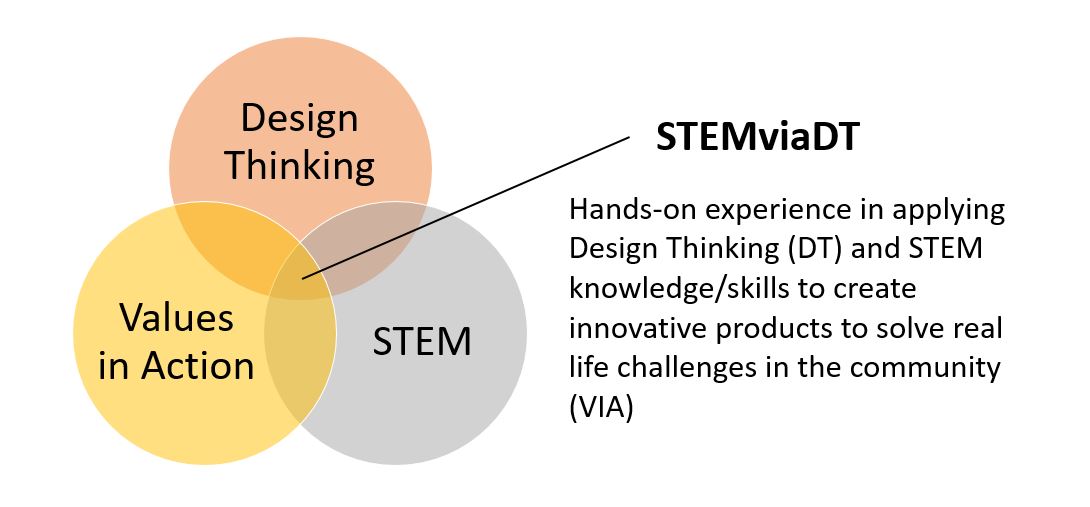 Design
Thinking
Values
in Action
STEM
STEMviaDT
Hands-on experience in applying
Design Thinking (DT) and STEM
knowledge/skills to create
innovative products to solve real
life challenges in the community
(VIA)